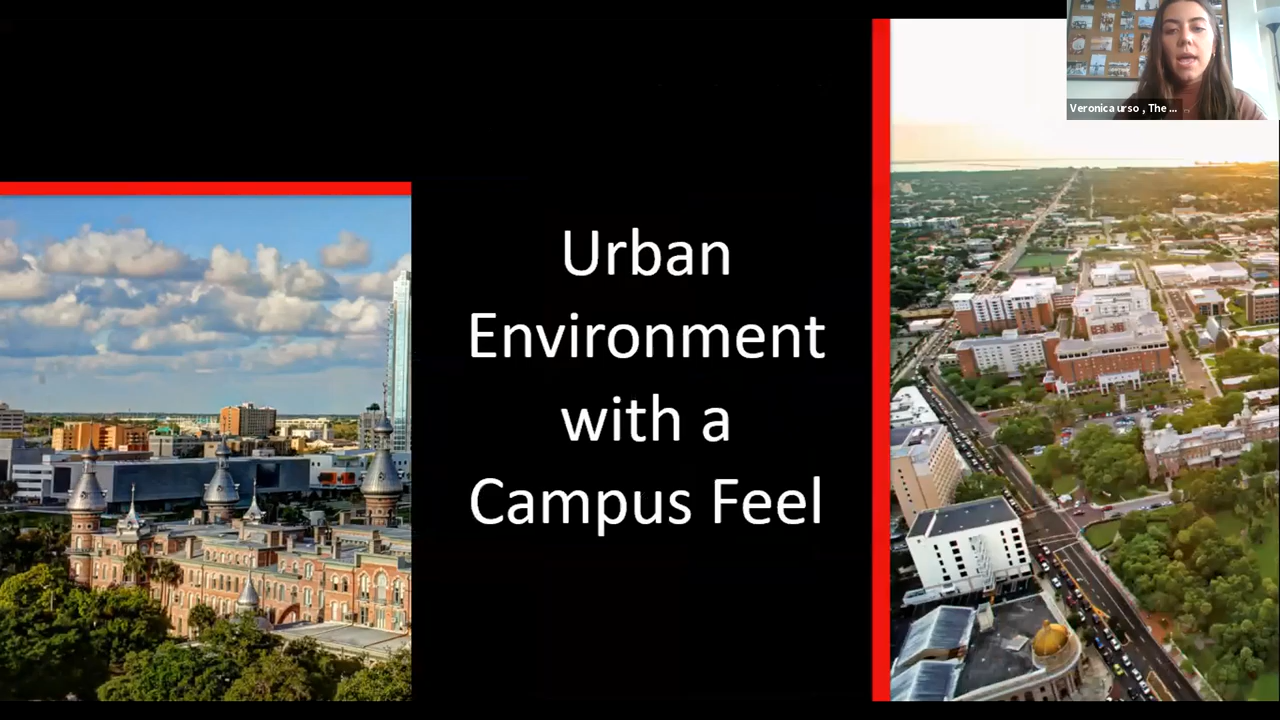 Veronica urso , The ...
Urban
Environment
with a
Campus Feel